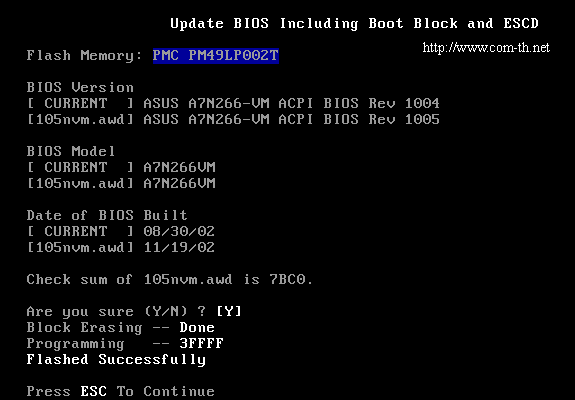 Update BIOS Including Boot Block and ESCD
http://www.com-th.net
Flash Memory: PMC PM49LP002T
BIOS Version
[ CURRENT  ] ASUS A7N266-VM ACPI BIOS Rev 1004
[105nvm.awd] ASUS A7N266-VM ACPI BIOS Rev 1005
BIOS Model
[ CURRENT  ] A7N266VM
[105nvm.awd] A7N266VM
Date of BIOS Built
[ CURRENT  ] 08/30/02
[105nvm.awd] 11/19/02
Check sum of 105nvm.awd is 7BC0.
Are you sure (Y/N) ? [Y]
Block Erasing -- Done
Programming   -- 3FFFF
Flashed Successfully
Press ESC To Continue